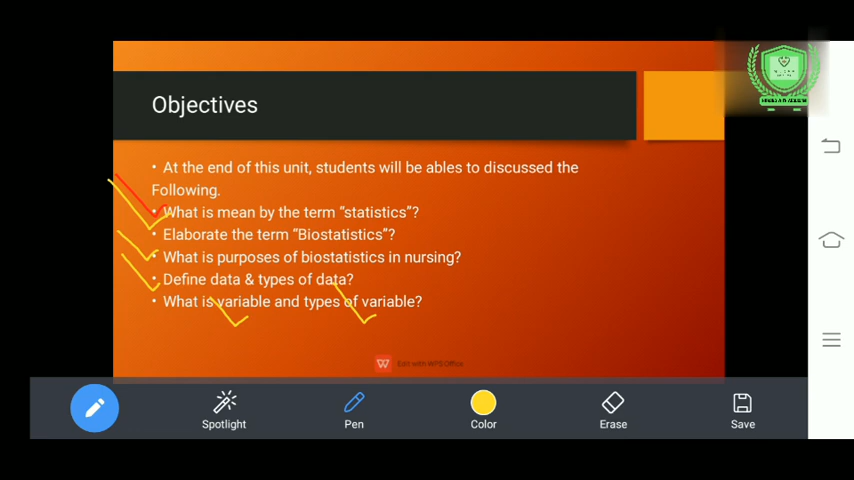 Objectives
• At the end of this unit, students will be ables to discussed the
Following.
• What is mean by the term “statistics”?
• Elaborate the term “Biostatistics”?
• What is purposes of biostatistics in nursing?
• Define data & types of data?
• What is variable and types of variable?
Edit with WPS Office
Spotlight
Pen
Color
Erase
Save